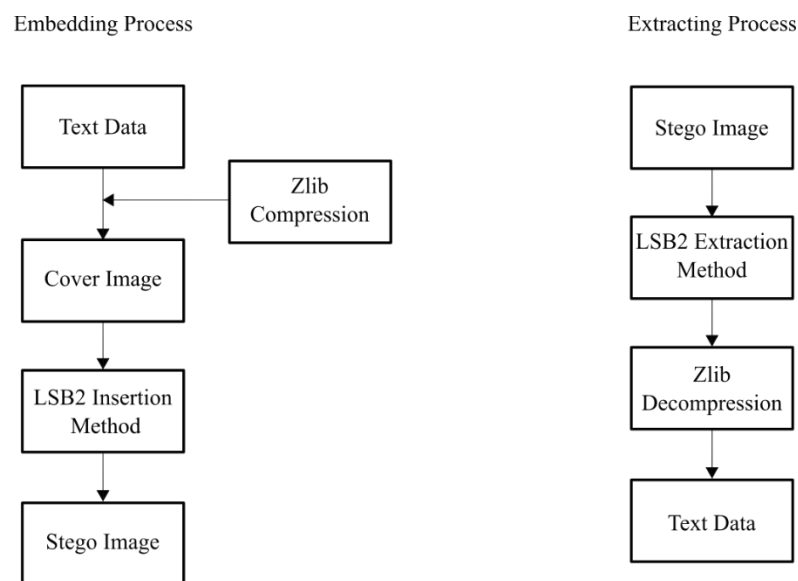 Embedding Process
Text Data
Zlib
Compression
Cover Image
LSB2 Insertion
Method
Stego Image
Extracting Process
Stego Image
LSB2 Extraction
Method
Zlib
Decompression
Text Data